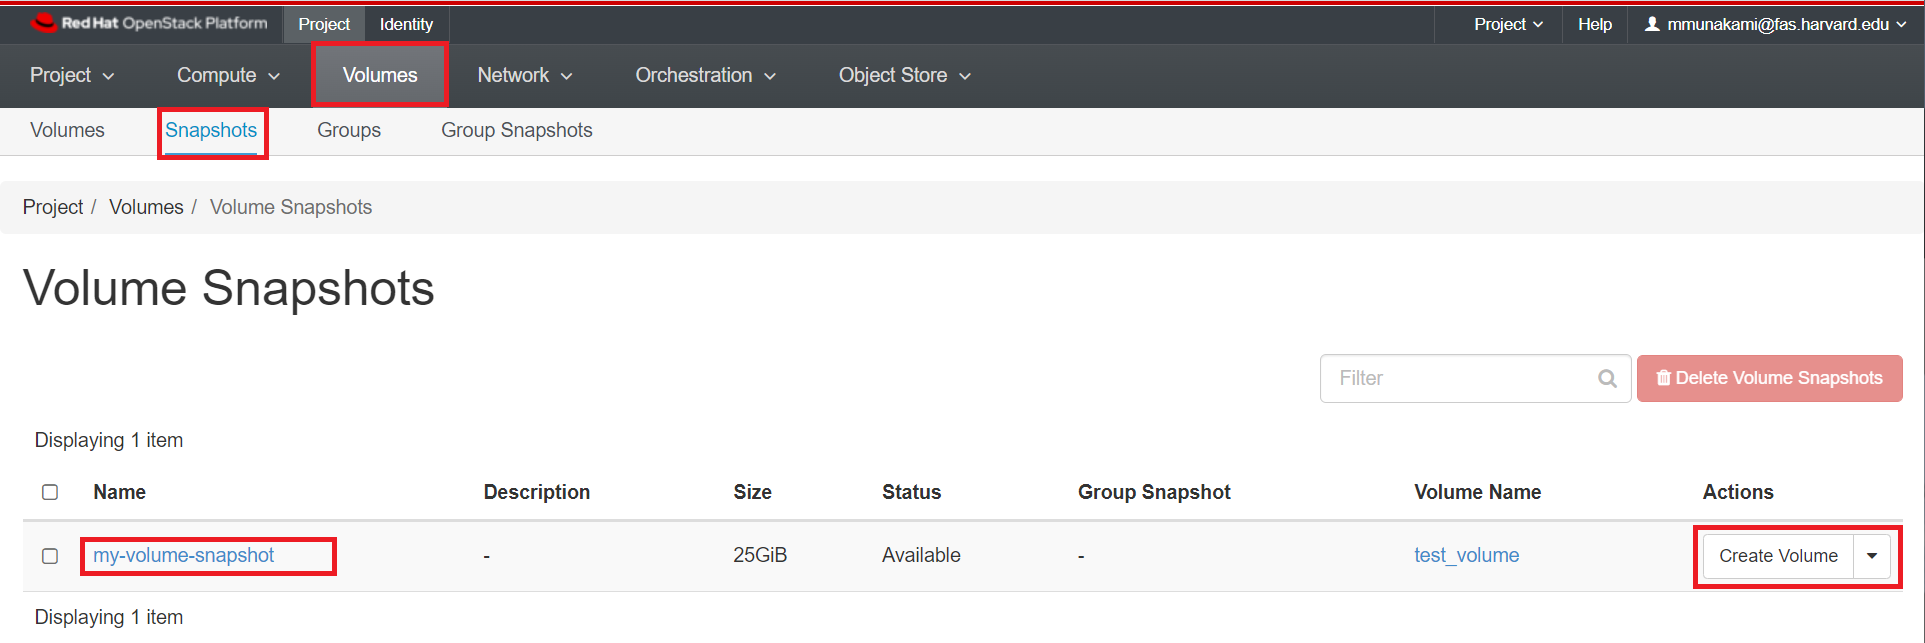 Red Hat OpenStack Platform Project Identity Project Help mmunakami@fas.harvard.edu
Project Compute Volumes Network Orchestration Object Store
Volumes Snapshots Groups Group Snapshots
Project / Volumes / Volume Snapshots
Volume Snapshots
Filter Delete Volume Snapshots
Displaying 1 item
Name Description Size Status Group Snapshot Volume Name Actions
my-volume-snapshot - 25GiB Available - test_volume Create Volume
Displaying 1 item